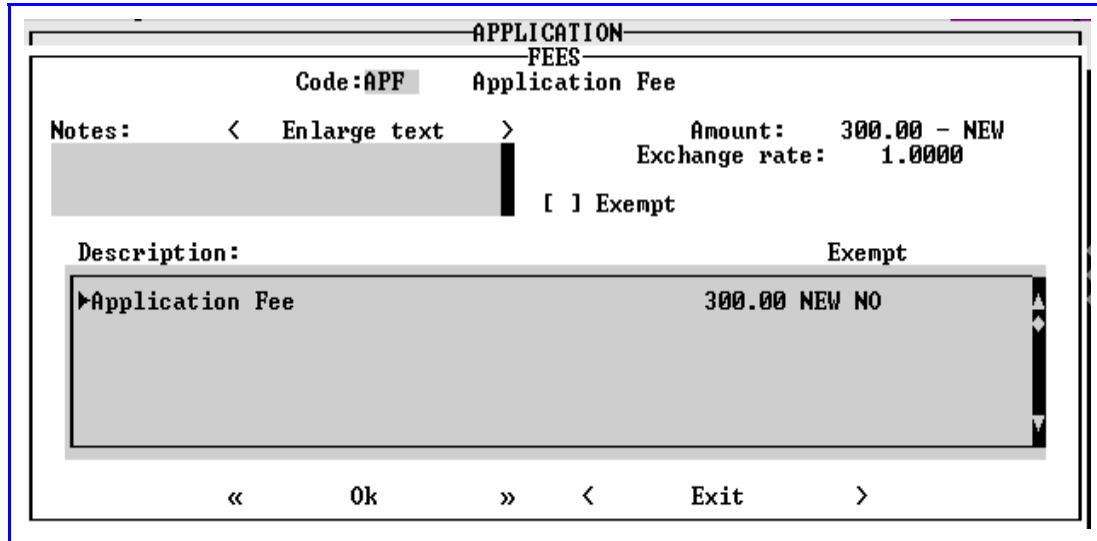 APPLICATION
FEES
Code:APF Application Fee
Notes: < Enlarge text > Amount: 300.00 - NEW
Exchange rate: 1.0000
[ ] Exempt
Description: Exempt
▶Application Fee 300.00 NEW NO
« Ok » < Exit >